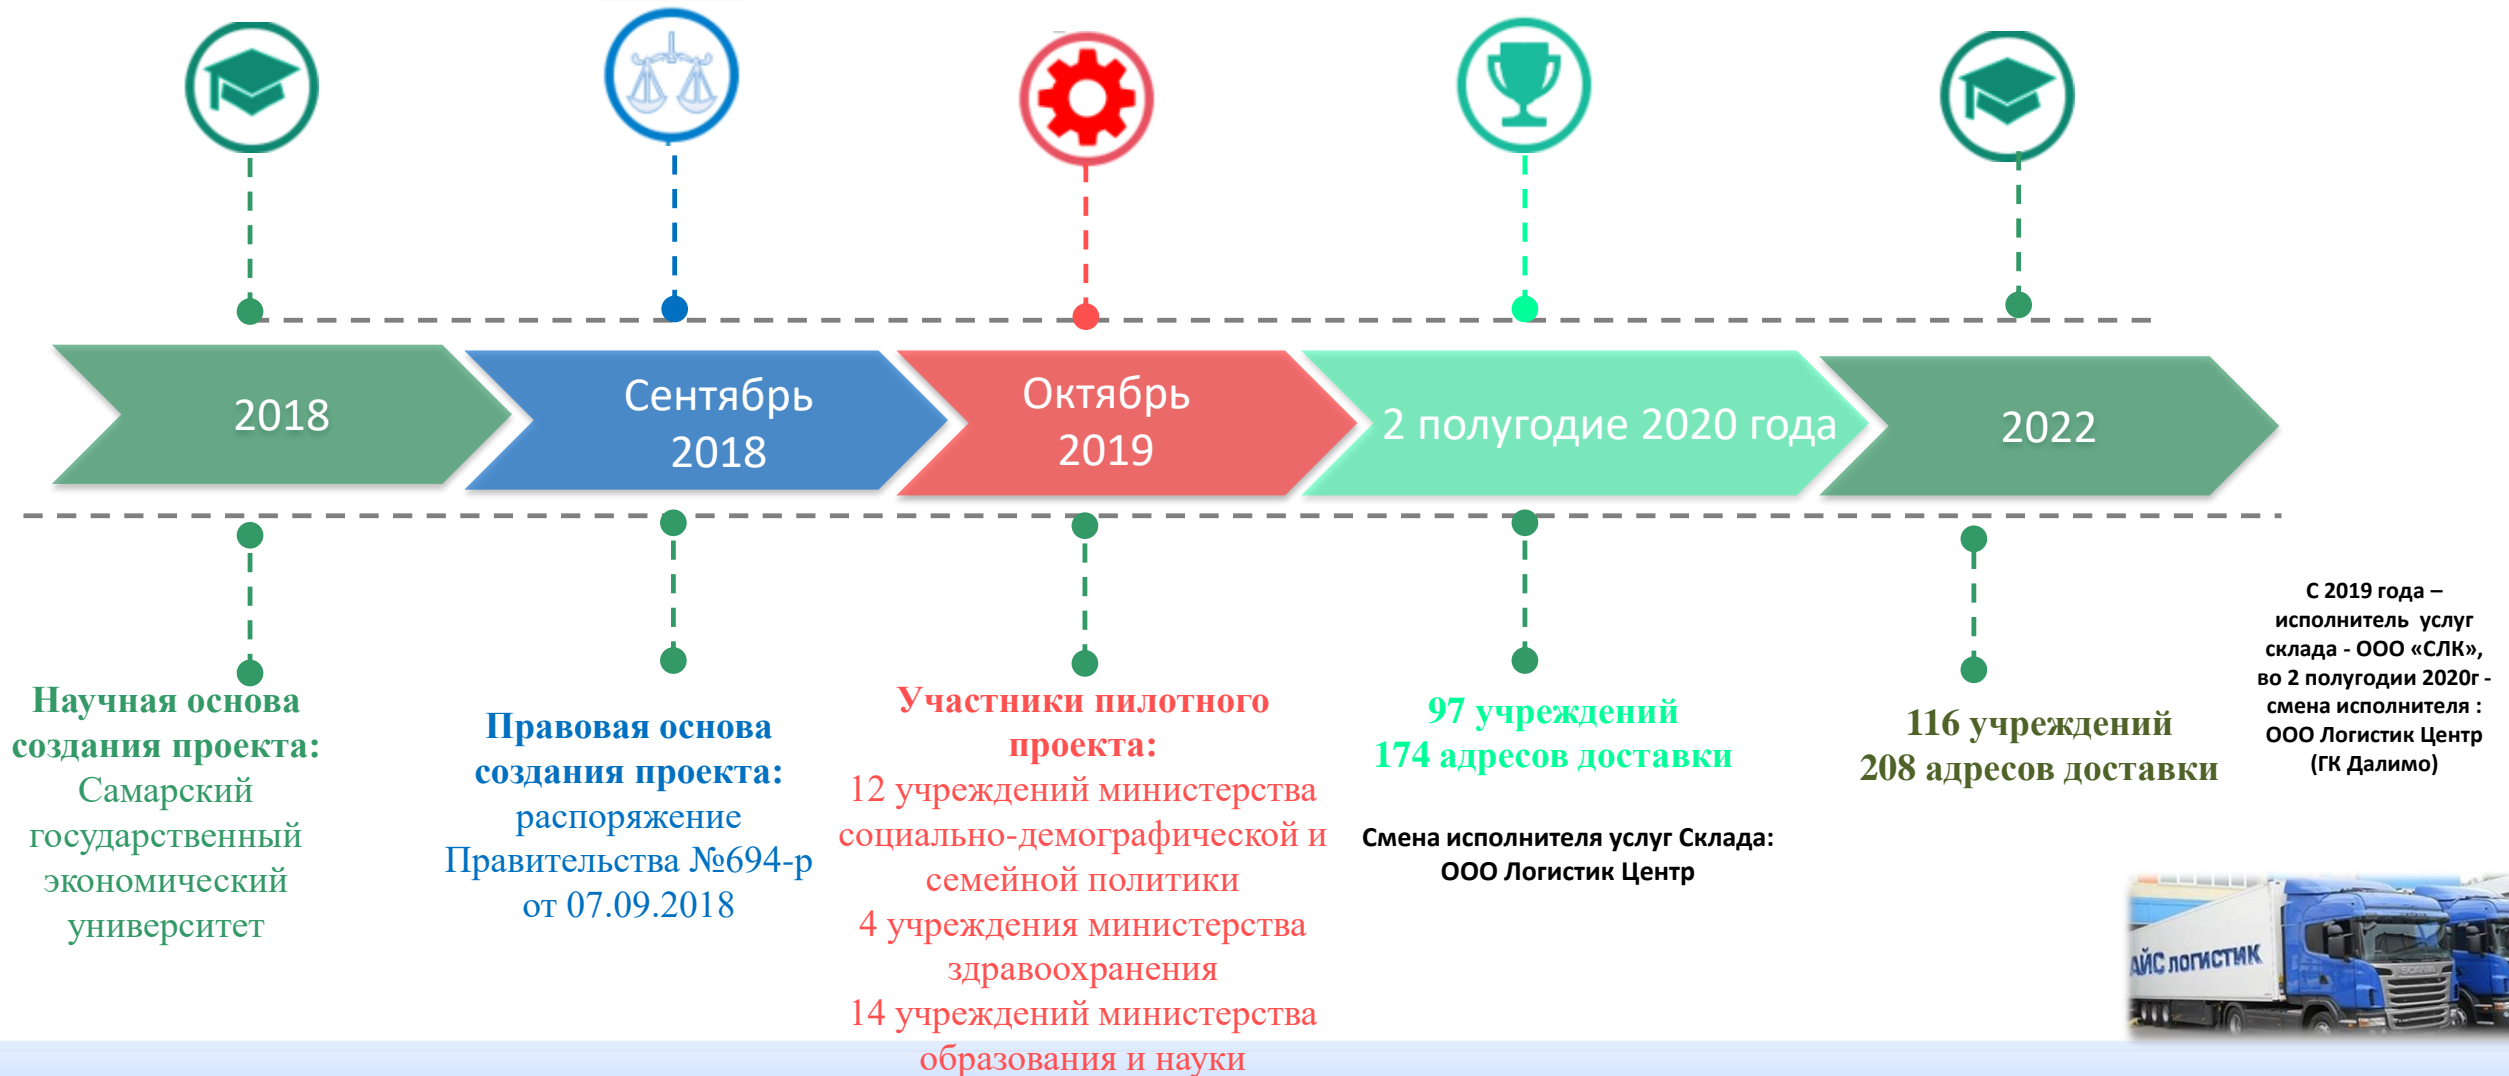 2018
Сентябрь
2018
Октябрь
2019
2 полугодие 2020 года
2022
Научная основа
создания проекта:
Самарский
государственный
экономический
университет
Правовая основа
создания проекта:
распоряжение
Правительства №694-р
от 07.09.2018
Участники пилотного
проекта:
12 учреждений министерства
социально-демографической и
семейной политики
4 учреждения министерства
здравоохранения
14 учреждений министерства
образования и науки
97 учреждений
174 адресов доставки
Смена исполнителя услуг Склада:
ООО Логистик Центр
116 учреждений
208 адресов доставки
С 2019 года –
исполнитель услуг
склада - ООО «СЛК»,
во 2 полугодии 2020г -
смена исполнителя :
ООО Логистик Центр
(ГК Далимо)
АЙС ЛОГИСТИК
SCANIA